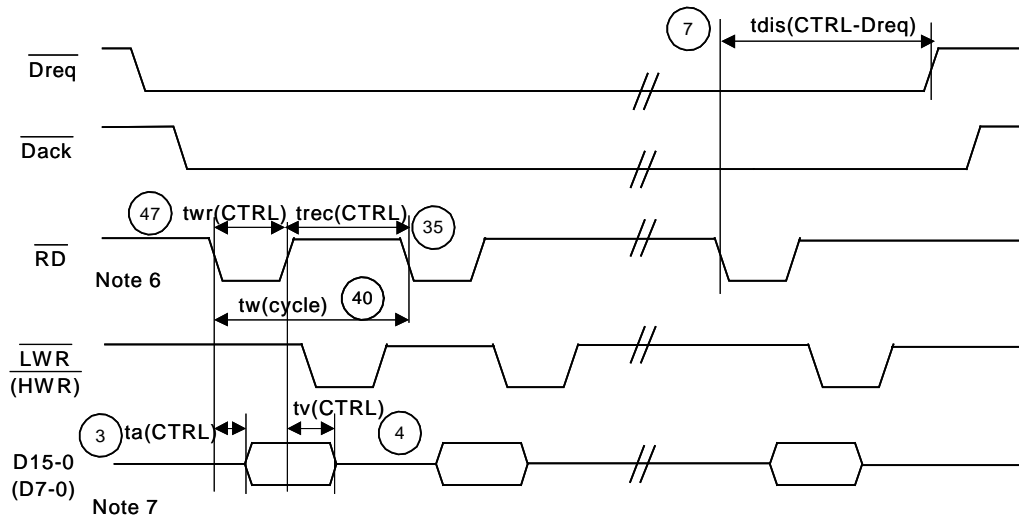 7 tdis(CTRL-Dreq)
Dreq
Dack
47 twr(CTRL) trec(CTRL) 35
RD
Note 6
tw(cycle) 40
LWR
(HWR)
tv(CTRL)
3 ta(CTRL) 4
D15-0
(D7-0)
Note 7